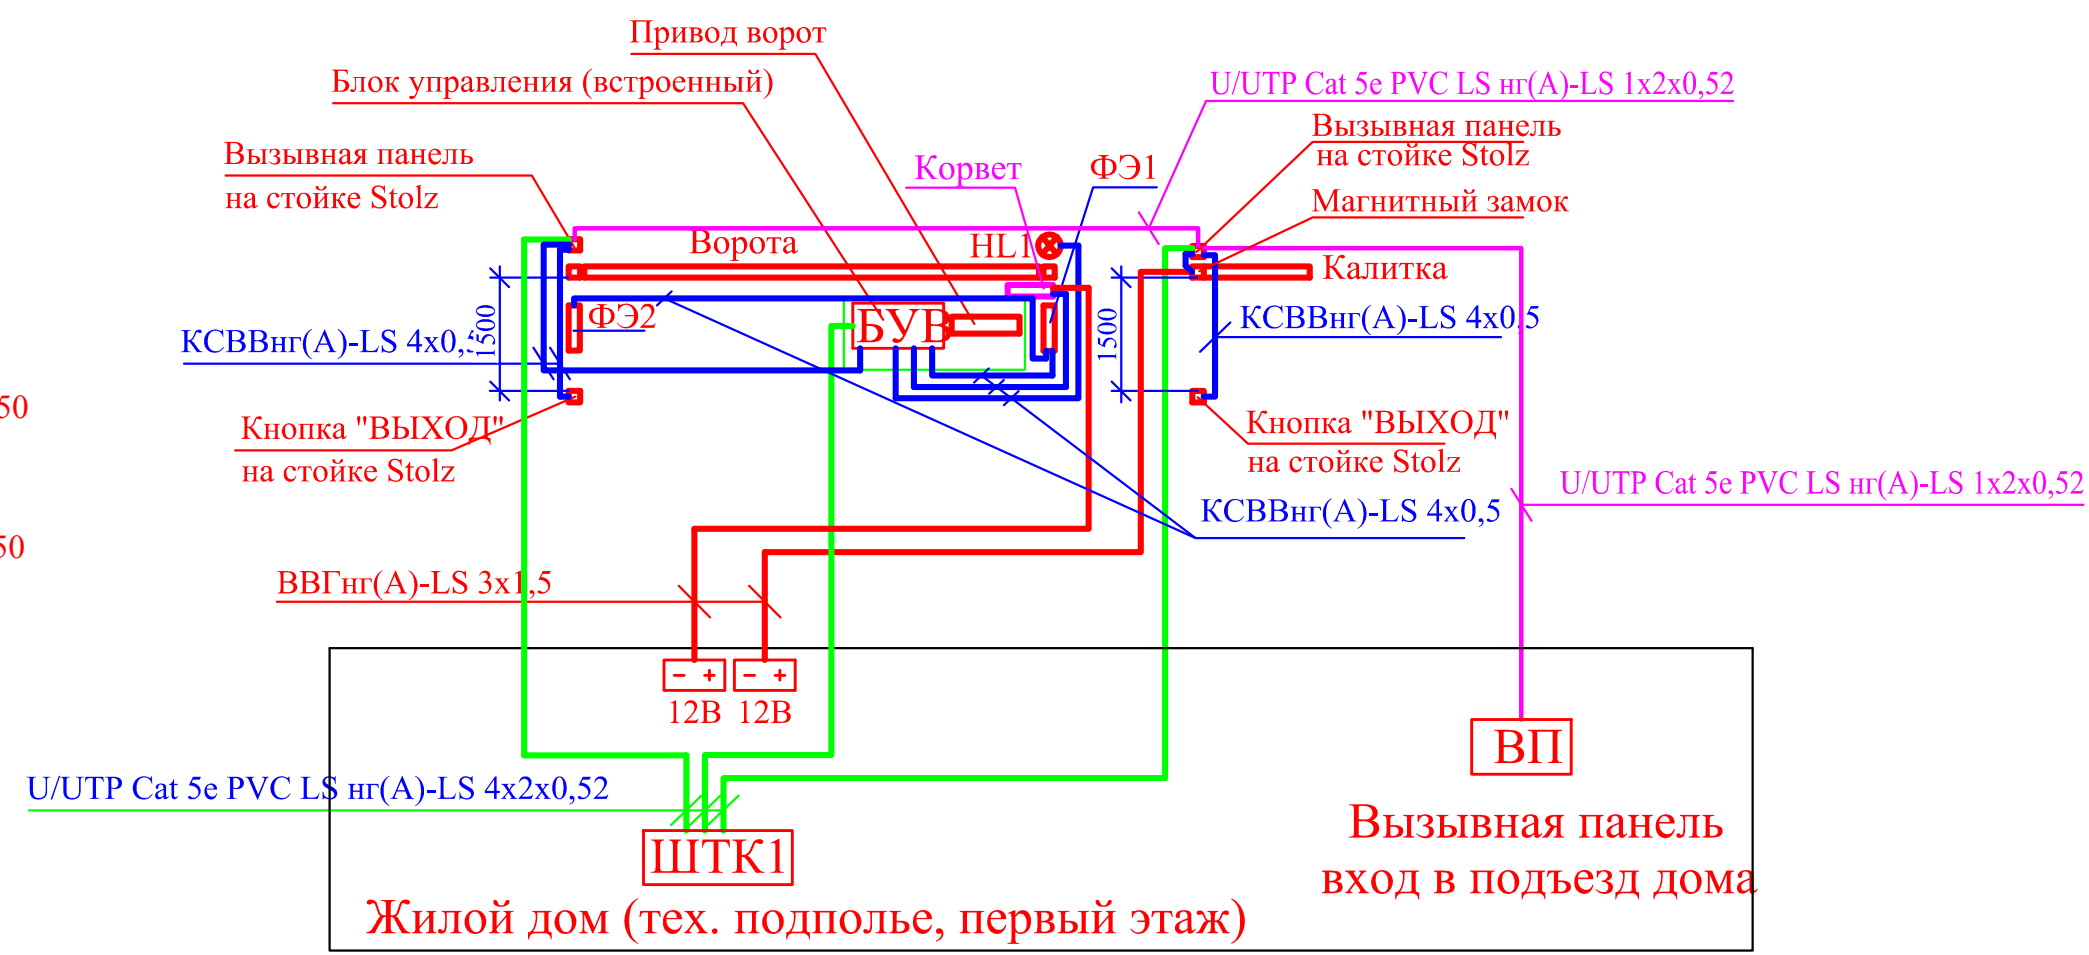 Привод ворот
Блок управления (встроенный)
U/UTP Cat 5e PVC LS нг(А)-LS 1x2x0,52
Вызывная панель
на стойке Stolz
Вызывная панель
на стойке Stolz
Корвет
ФЭ1
Магнитный замок
Ворота
HL1
Калитка
ФЭ2
БУВ
КСВВнг(А)-LS 4x0,5
1500
1500
КСВВнг(А)-LS 4x0,5
50
Кнопка "ВЫХОД"
на стойке Stolz
Кнопка "ВЫХОД"
на стойке Stolz
U/UTP Cat 5e PVC LS нг(А)-LS 1x2x0,52
КСВВнг(А)-LS 4x0,5
50
ВВГнг(А)-LS 3x1,5
- +
- +
12В
12В
ВП
U/UTP Cat 5e PVC LS нг(А)-LS 4x2x0,52
Вызывная панель
вход в подъезд дома
ШТК1
Жилой дом (тех. подполье, первый этаж)